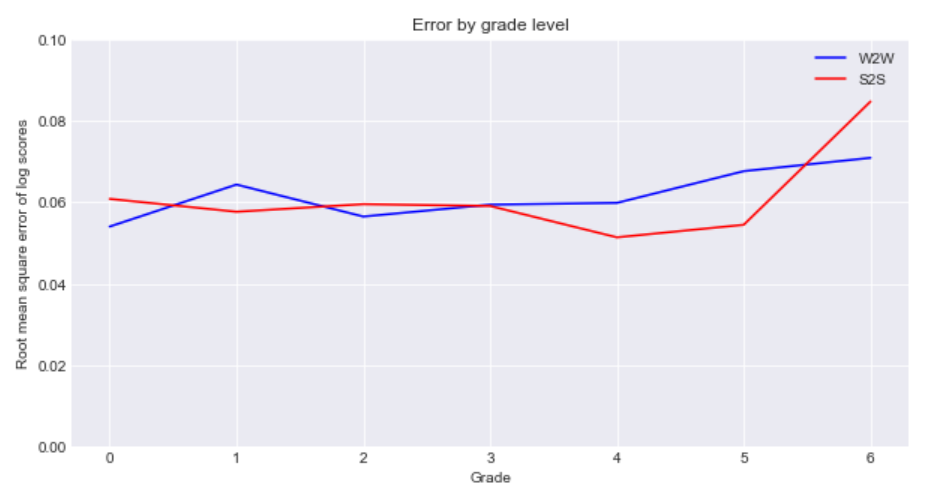 Error by grade level
W2W
S2S
Root mean square error of log scores
0.10
0.08
0.06
0.04
0.02
0.00
0 1 2 3 4 5 6
Grade